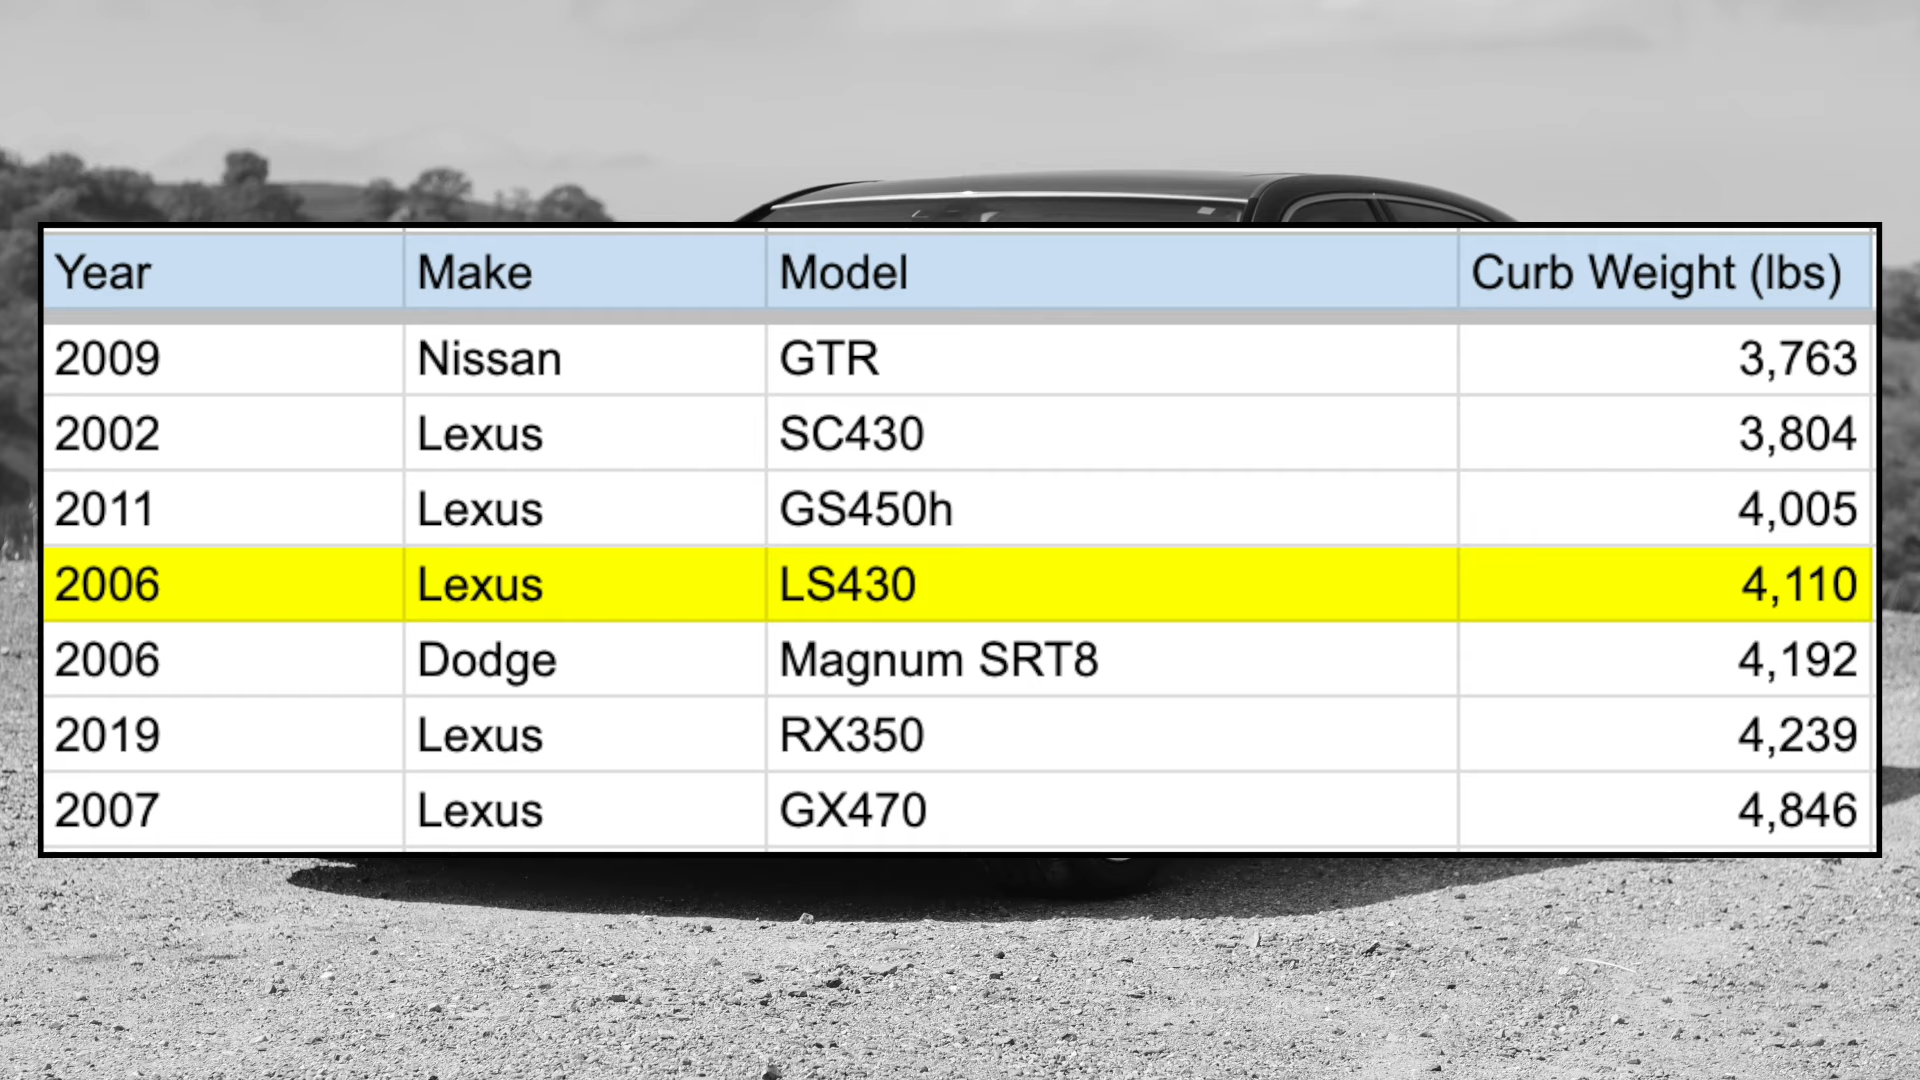 Year Make Model Curb Weight (lbs)
2009 Nissan GTR 3,763
2002 Lexus SC430 3,804
2011 Lexus GS450h 4,005
2006 Lexus LS430 4,110
2006 Dodge Magnum SRT8 4,192
2019 Lexus RX350 4,239
2007 Lexus GX470 4,846